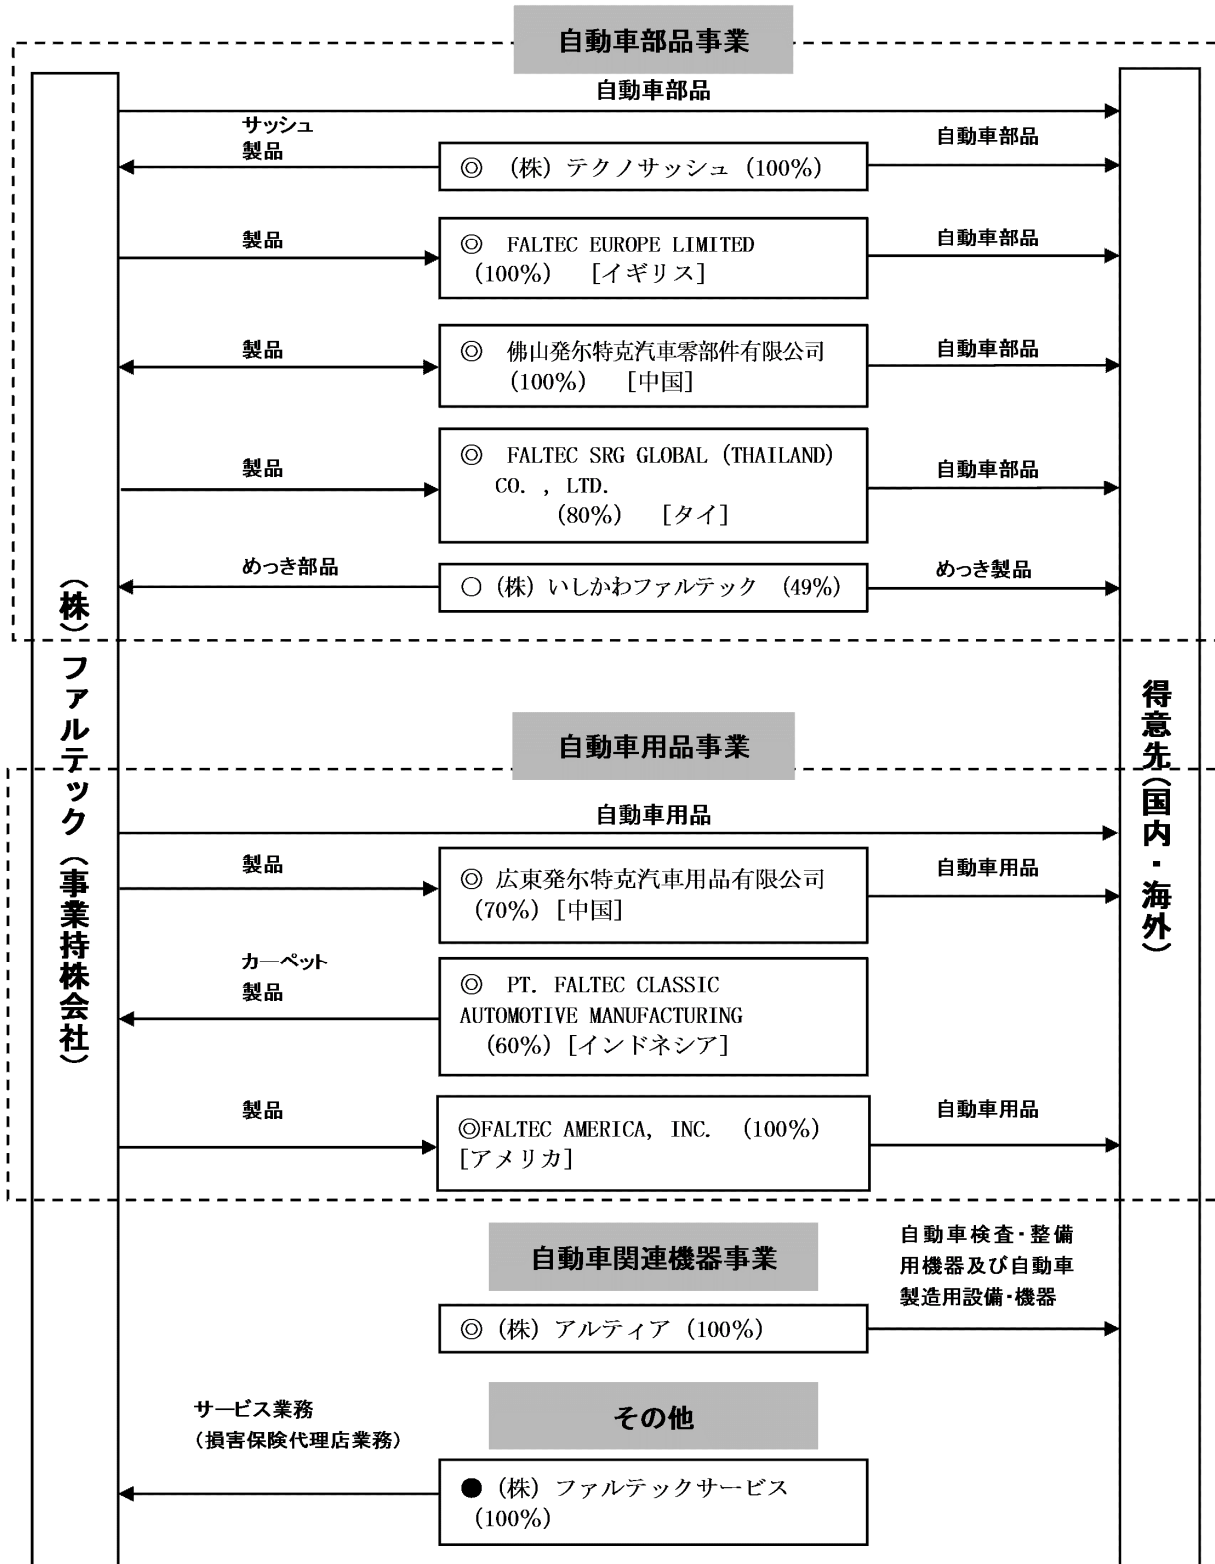 自動車部品事業
自動車部品
サッシュ
製品
◎ （株）テクノサッシュ（100％）
自動車部品
製品
◎ FALTEC EUROPE LIMITED
（100％） ［イギリス］
自動車部品
製品
◎ 佛山発尔特克汽車零部件有限公司
（100％） ［中国］
自動車部品
製品
◎ FALTEC SRG GLOBAL (THAILAND)
CO. , LTD.
（80％） ［タイ］
自動車部品
めっき部品
○（株）いしかわファルテック （49％）
めっき製品
（株）ファルテック（事業持株会社）
得意先（国内・海外）
自動車用品事業
自動車用品
製品
◎ 広東発尔特克汽車用品有限公司
（70％）［中国］
自動車用品
カーペット
製品
◎ PT. FALTEC CLASSIC
AUTOMOTIVE MANUFACTURING
（60％）［インドネシア］
製品
◎FALTEC AMERICA, INC. （100％）
［アメリカ］
自動車用品
自動車関連機器事業
自動車検査・整備
用機器及び自動車
製造用設備・機器
◎（株）アルティア（100％）
その他
サービス業務
（損害保険代理店業務）
●（株）ファルテックサービス
（100％）